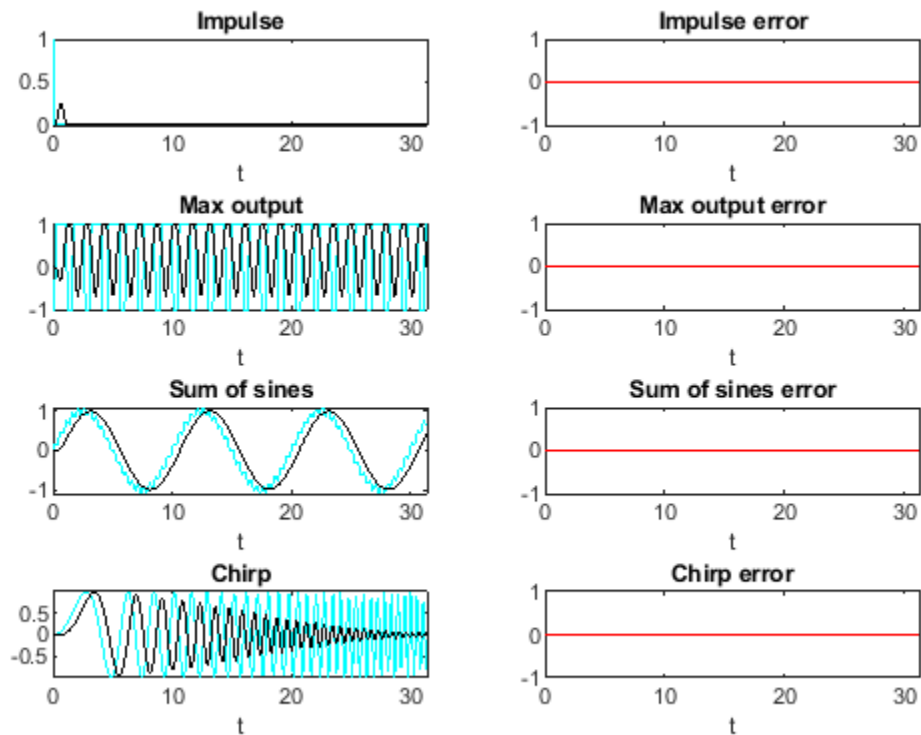 Impulse
1
0.5
0
0 10 20 30
t
Impulse error
1
0
-1
0 10 20 30
t
Max output
1
0
-1
0 10 20 30
t
Max output error
1
0
-1
0 10 20 30
t
Sum of sines
1
0
-1
0 10 20 30
t
Sum of sines error
1
0
-1
0 10 20 30
t
Chirp
0.5
0
-0.5
0 10 20 30
t
Chirp error
1
0
-1
0 10 20 30
t